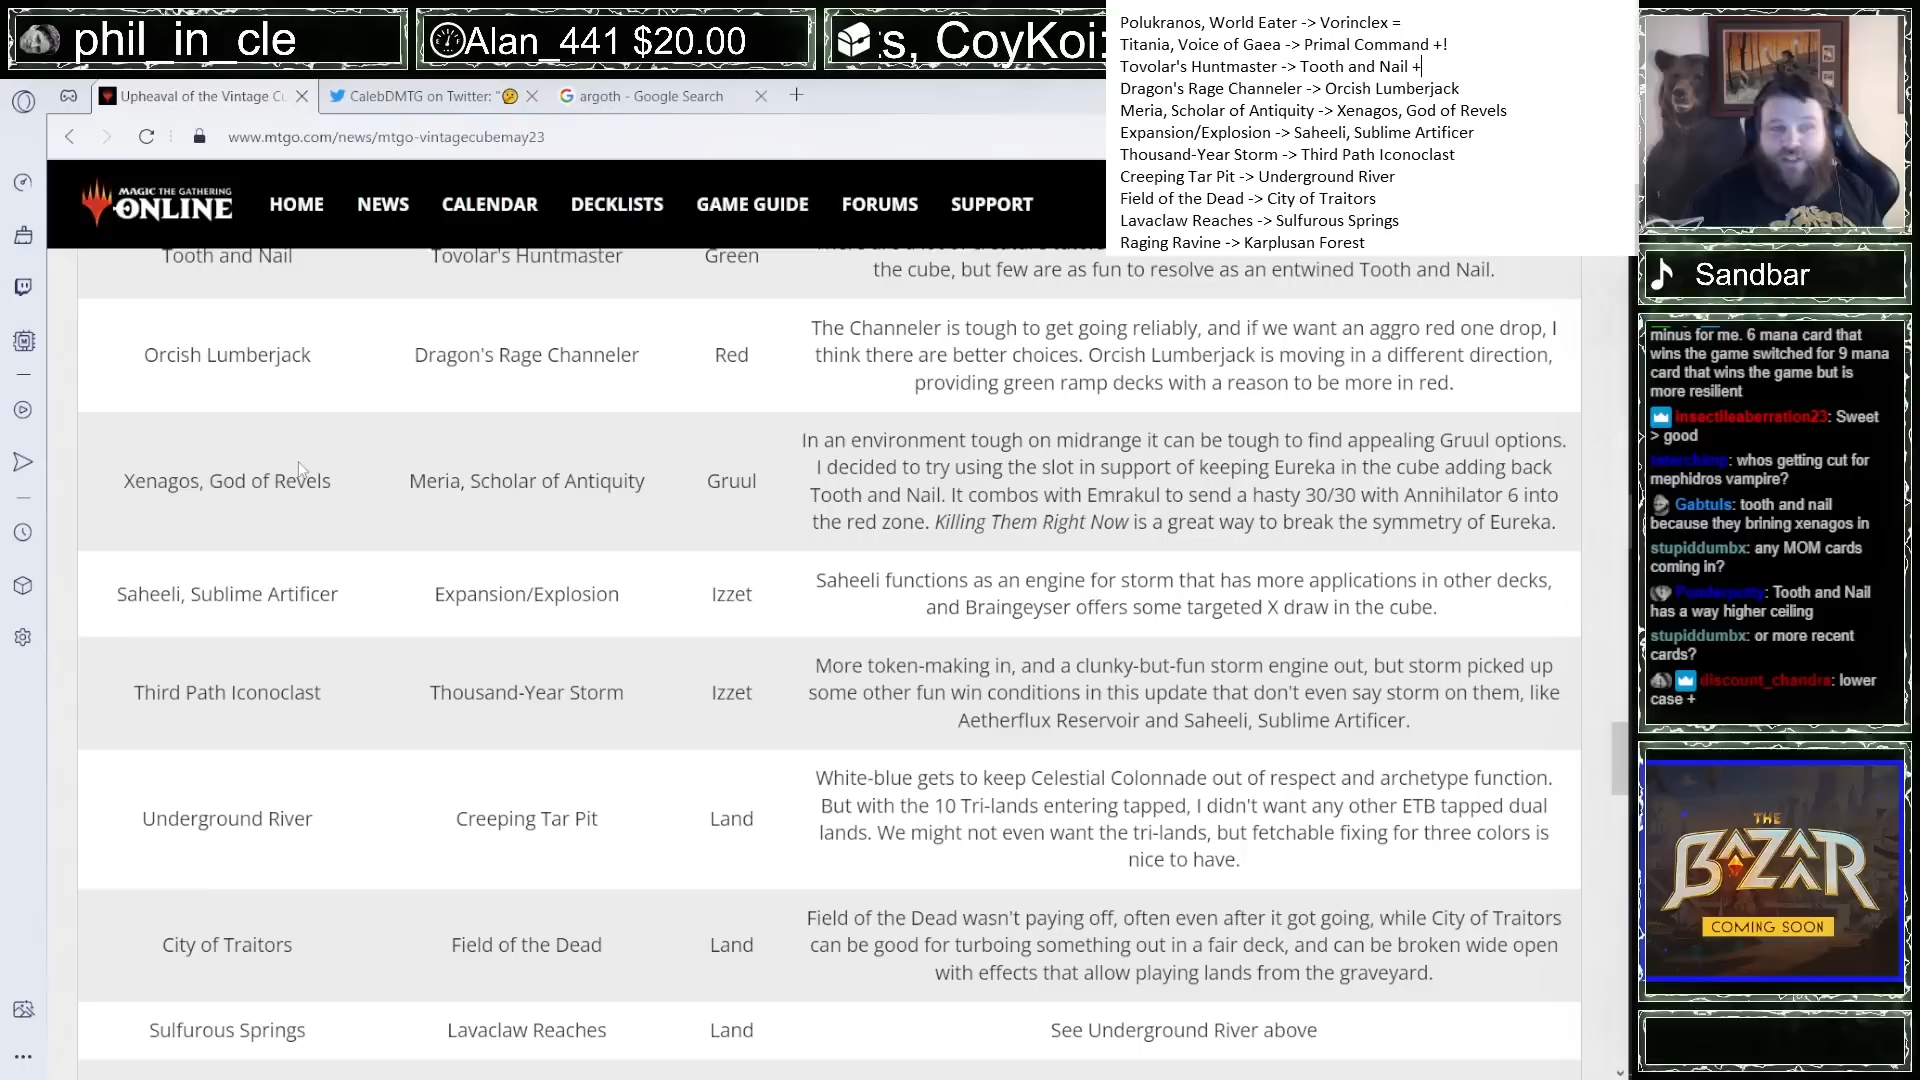 phil_in_cle
Alan_441 $20.00
s, CoyKoi:
Polukranos, World Eater -> Vorinclex =
Titania, Voice of Gaea -> Primal Command +!
Tovolar's Huntmaster -> Tooth and Nail +
Dragon's Rage Channeler -> Orcish Lumberjack
Meria, Scholar of Antiquity -> Xenagos, God of Revels
Expansion/Explosion -> Saheeli, Sublime Artificer
Thousand-Year Storm -> Third Path Iconoclast
Creeping Tar Pit -> Underground River
Field of the Dead -> City of Traitors
Lavaclaw Reaches -> Sulfurous Springs
Raging Ravine -> Karplusan Forest
Upheaval of the Vintage Cu
CalebDMTG on Twitter: "
argoth - Google Search
www.mtgo.com/news/mtgo-vintagecubemay23
MAGIC THE GATHERING
ONLINE
HOME
NEWS
CALENDAR
DECKLISTS
GAME GUIDE
FORUMS
SUPPORT
Tooth and Nail
Tovolar's Huntmaster
Green
the cube, but few are as fun to resolve as an entwined Tooth and Nail.
Orcish Lumberjack
Dragon's Rage Channeler
Red
The Channeler is tough to get going reliably, and if we want an aggro red one drop, I
think there are better choices. Orcish Lumberjack is moving in a different direction,
providing green ramp decks with a reason to be more in red.
Xenagos, God of Revels
Meria, Scholar of Antiquity
Gruul
In an environment tough on midrange it can be tough to find appealing Gruul options.
I decided to try using the slot in support of keeping Eureka in the cube adding back
Tooth and Nail. It combos with Emrakul to send a hasty 30/30 with Annihilator 6 into
the red zone. Killing Them Right Now is a great way to break the symmetry of Eureka.
Saheeli, Sublime Artificer
Expansion/Explosion
Izzet
Saheeli functions as an engine for storm that has more applications in other decks,
and Braingeyser offers some targeted X draw in the cube.
Third Path Iconoclast
Thousand-Year Storm
Izzet
More token-making in, and a clunky-but-fun storm engine out, but storm picked up
some other fun win conditions in this update that don't even say storm on them, like
Aetherflux Reservoir and Saheeli, Sublime Artificer.
Underground River
Creeping Tar Pit
Land
White-blue gets to keep Celestial Colonnade out of respect and archetype function.
But with the 10 Tri-lands entering tapped, I didn't want any other ETB tapped dual
lands. We might not even want the tri-lands, but fetchable fixing for three colors is
nice to have.
City of Traitors
Field of the Dead
Land
Field of the Dead wasn't paying off, often even after it got going, while City of Traitors
can be good for turboing something out in a fair deck, and can be broken wide open
with effects that allow playing lands from the graveyard.
Sulfurous Springs
Lavaclaw Reaches
Land
See Underground River above
Sandbar
minus for me. 6 mana card that
wins the game switched for 9 mana
card that wins the game but is
more resilient
insectileaberration23: Sweet
> good
whos getting cut for
mephidros vampire?
Gabtuls: tooth and nail
because they brining xenagos in
stupiddumbx: any MOM cards
coming in?
Tooth and Nail
has a way higher ceiling
stupiddumbx: or more recent
cards?
discount_chandra: lower
case +
THE
BAZAAR
COMING SOON